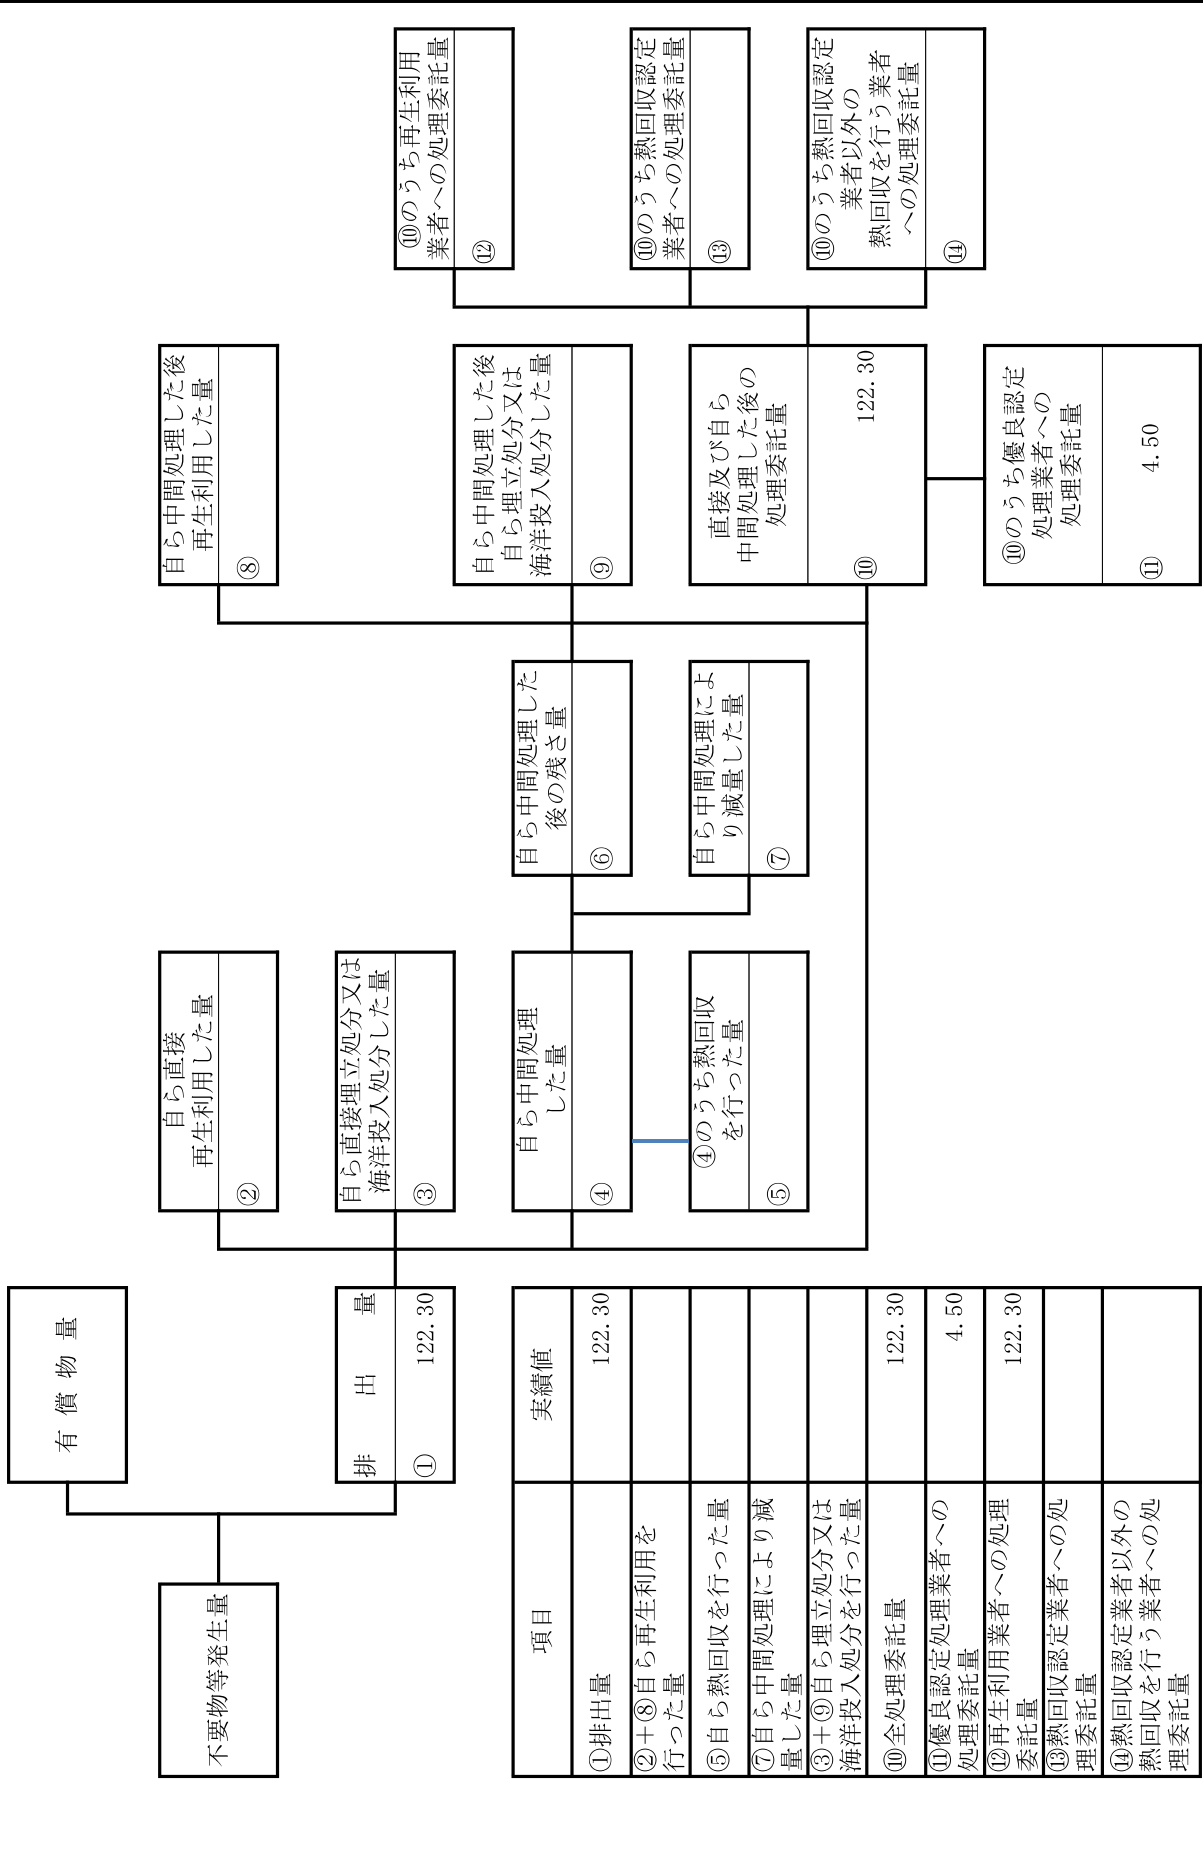 不要物等発生量
有 償 物 量
排 出 量
① 122.30
自ら直接
再生利用した量
②
自ら直接埋立処分又は
海洋投入処分した量
③
自ら中間処理
した量
④
④のうち熱回収
を行った量
⑤
自ら中間処理した
後の残さ量
⑥
自ら中間処理によ
り減量した量
⑦
自ら中間処理した後
再生利用した量
⑧
自ら中間処理した後
自ら埋立処分又は
海洋投入処分した量
⑨
直接及び自ら
中間処理した後の
処理委託量
⑩ 122.30
⑩のうち優良認定
処理業者への
処理委託量
⑪ 4.50
⑩のうち再生利用
業者への処理委託量
⑫
⑩のうち熱回収認定
業者への処理委託量
⑬
⑩のうち熱回収認定
業者以外の
熱回収を行う業者
への処理委託量
⑭
項目 実績値
①排出量 122.30
②+⑧自ら再生利用を
行った量
⑤自ら熱回収を行った量
⑦自ら中間処理により減
量した量
③+⑨自ら埋立処分又は
海洋投入処分を行った量
⑩全処理委託量 122.30
⑪優良認定処理業者への
処理委託量 4.50
⑫再生利用業者への処理
委託量 122.30
⑬熱回収認定業者への処
理委託量
⑭熱回収認定業者以外の
熱回収を行う業者への処
理委託量